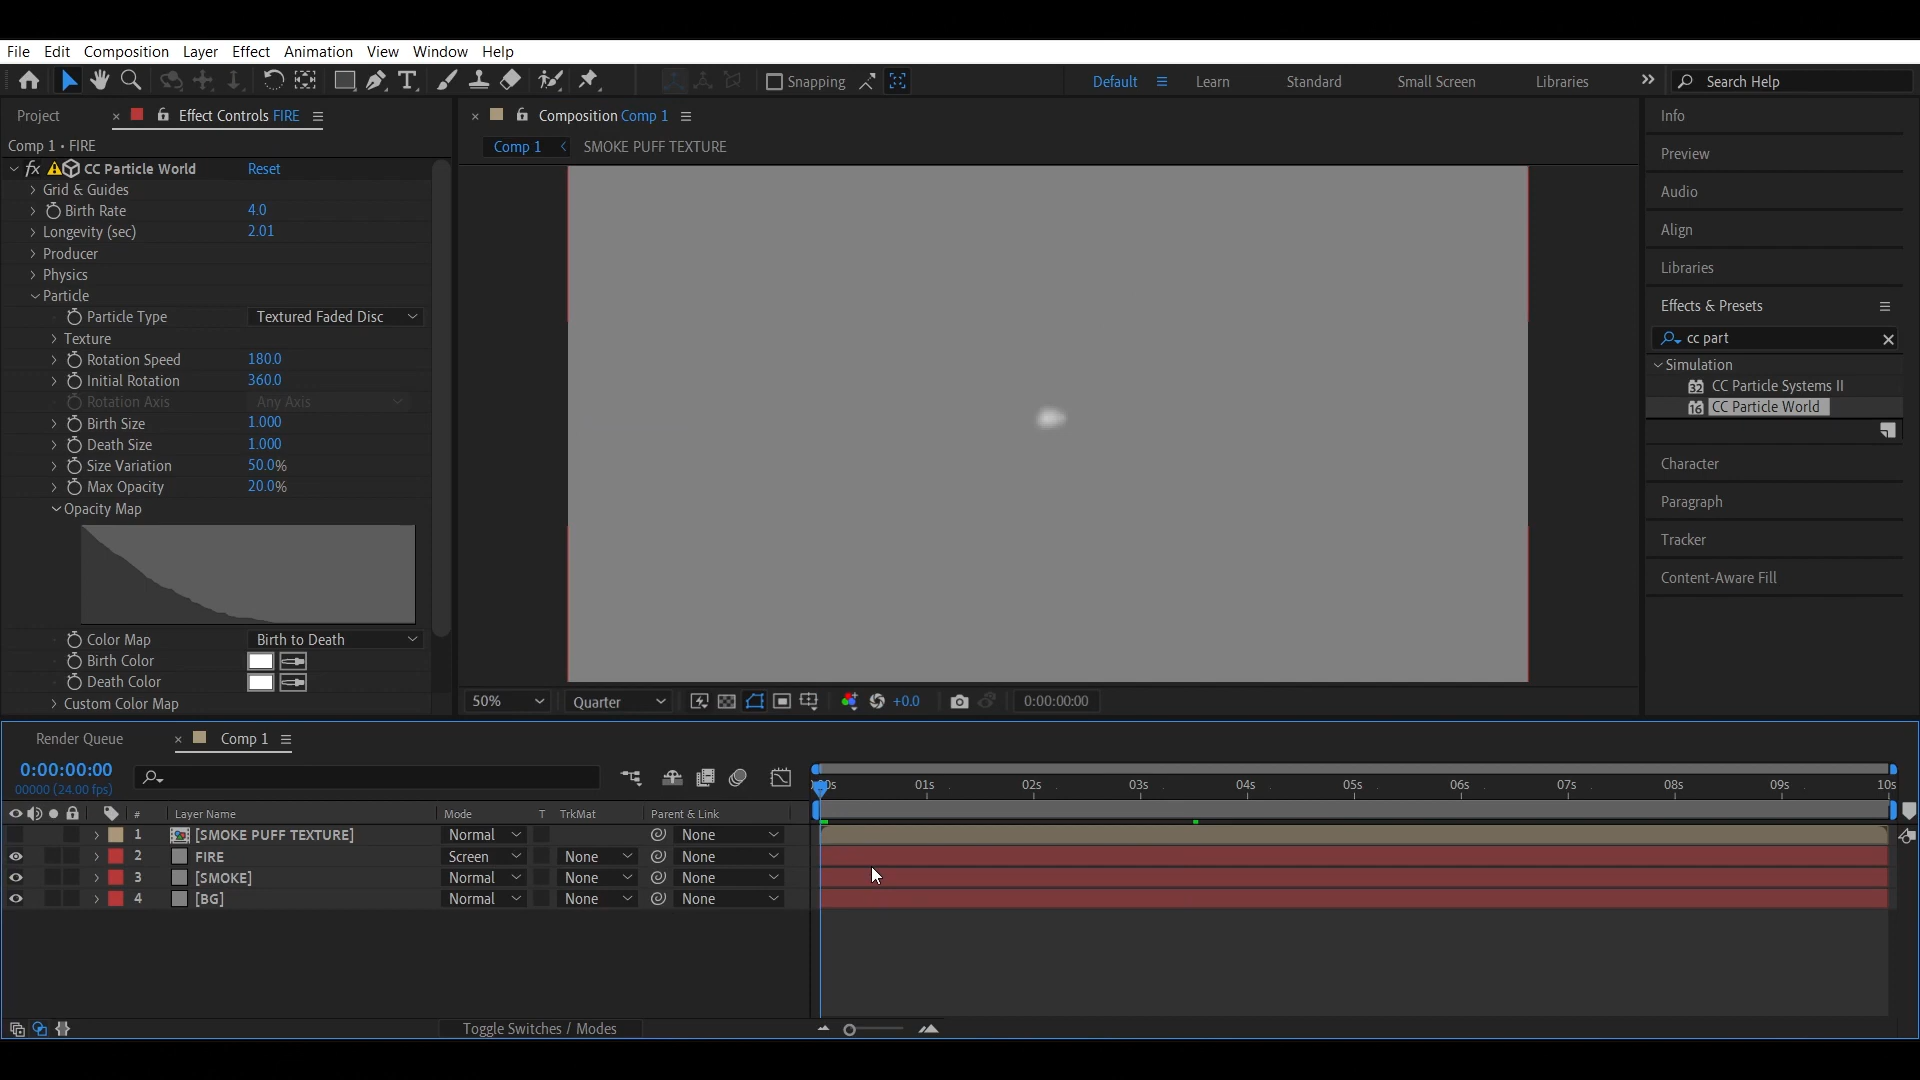 File Edit Composition Layer Effect Animation View Window Help
Snapping Default Learn Standard Small Screen Libraries Search Help
Project Effect Controls FIRE
Comp 1 • FIRE
fx CC Particle World Reset
Grid & Guides
Birth Rate 4.0
Longevity (sec) 2.01
Producer
Physics
Particle
Particle Type Textured Faded Disc
Texture
Rotation Speed 180.0
Initial Rotation 360.0
Rotation Axis Any Axis
Birth Size 1.000
Death Size 1.000
Size Variation 50.0%
Max Opacity 20.0%
Opacity Map
Color Map Birth to Death
Birth Color
Death Color
Custom Color Map
Composition Comp 1
Comp 1 SMOKE PUFF TEXTURE
50% Quarter +0.0 0:00:00:00
Info
Preview
Audio
Align
Libraries
Effects & Presets
cc part
Simulation
32 CC Particle Systems II
16 CC Particle World
Character
Paragraph
Tracker
Content-Aware Fill
Render Queue Comp 1
0:00:00:00
00000 (24.00 fps)
01s 02s 03s 04s 05s 06s 07s 08s 09s 10s
# Layer Name Mode T TrkMat Parent & Link
1 [SMOKE PUFF TEXTURE] Normal None
2 FIRE Screen None None
3 [SMOKE] Normal None None
4 [BG] Normal None None
Toggle Switches / Modes